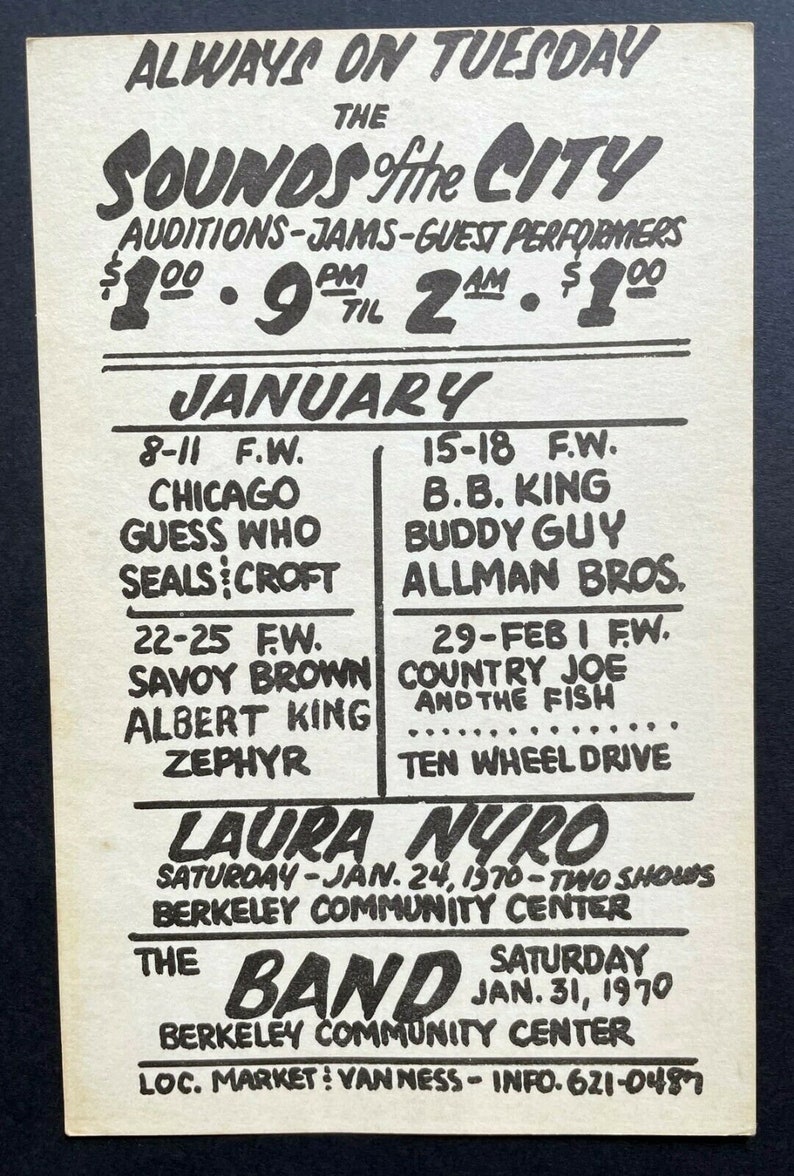 ALWAYS ON TUESDAY
THE
SOUNDS of the CITY
AUDITIONS-JAMS-GUEST PERFORMERS
$1.00 · 9 PM TIL 2 AM · $1.00
JANUARY
8-11 F.W.
CHICAGO
GUESS WHO
SEALS & CROFT
15-18 F.W.
B.B. KING
BUDDY GUY
ALLMAN BROS.
22-25 F.W.
SAVOY BROWN
ALBERT KING
ZEPHYR
29-FEB 1 F.W.
COUNTRY JOE
AND THE FISH
................
TEN WHEEL DRIVE
LAURA NYRO
SATURDAY-JAN. 24, 1970-TWO SHOWS
BERKELEY COMMUNITY CENTER
THE BAND SATURDAY
JAN. 31, 1970
BERKELEY COMMUNITY CENTER
LOC. MARKET & VAN NESS- INFO. 621-0487